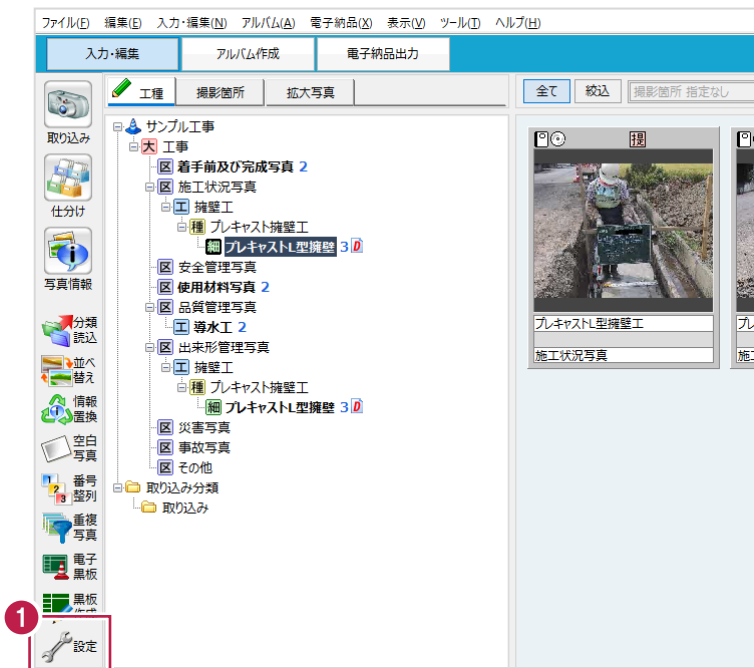 ファイル(F) 編集(E) 入力・編集(N) アルバム(A) 電子納品(X) 表示(V) ツール(T) ヘルプ(H)
入力・編集 アルバム作成 電子納品出力
工種 撮影箇所 拡大写真
全て 絞込 撮影箇所 指定なし
取り込み
仕分け
写真情報
分類
読込
並べ
替え
情報
置換
空白
写真
番号
整列
重複
写真
電子
黒板
黒板
1
設定
サンプル工事
大 工事
区 着手前及び完成写真 2
区 施工状況写真
工 擁壁工
種 プレキャスト擁壁工
細 プレキャストL型擁壁 3 D
区 安全管理写真
区 使用材料写真 2
区 品質管理写真
工 導水工 2
区 出来形管理写真
工 擁壁工
種 プレキャスト擁壁工
細 プレキャストL型擁壁 3 D
区 災害写真
区 事故写真
区 その他
取り込み分類
取り込み
提
プレキャストL型擁壁工
施工状況写真